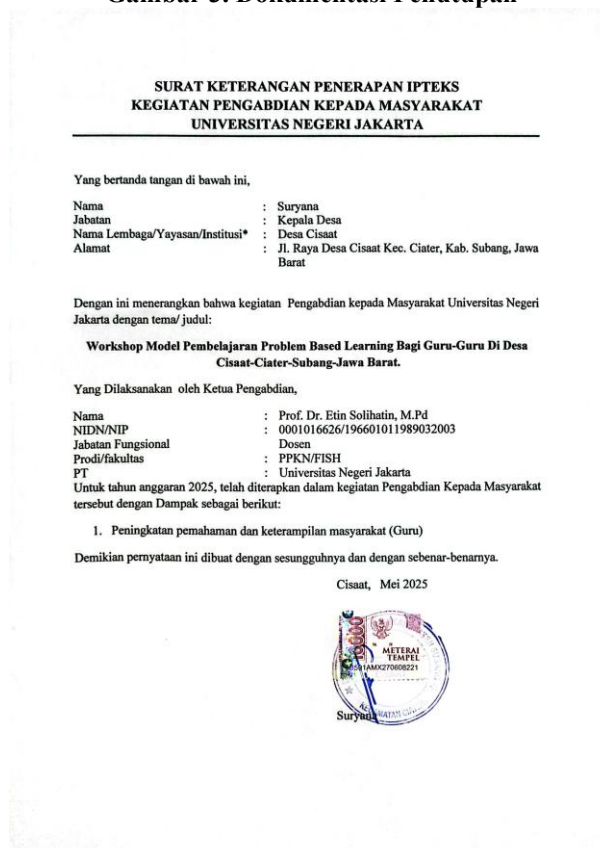 SURAT KETERANGAN PENERAPAN IPTEKS
KEGIATAN PENGABDIAN KEPADA MASYARAKAT
UNIVERSITAS NEGERI JAKARTA
Yang bertanda tangan di bawah ini,
Nama : Suryana
Jabatan : Kepala Desa
Nama Lembaga/Yayasan/Institusi* : Desa Cisaat
Alamat : Jl. Raya Desa Cisaat Kec. Ciater, Kab. Subang, Jawa
Barat
Dengan ini menerangkan bahwa kegiatan Pengabdian kepada Masyarakat Universitas Negeri
Jakarta dengan tema/ judul:
Workshop Model Pembelajaran Problem Based Learning Bagi Guru-Guru Di Desa
Cisaat-Ciater-Subang-Jawa Barat.
Yang Dilaksanakan oleh Ketua Pengabdian,
Nama : Prof. Dr. Etin Solihatin, M.Pd
NIDN/NIP : 0001016626/196601011989032003
Jabatan Fungsional Dosen
Prodi/fakultas : PPKN/FISH
PT : Universitas Negeri Jakarta
Untuk tahun anggaran 2025, telah diterapkan dalam kegiatan Pengabdian Kepada Masyarakat
tersebut dengan Dampak sebagai berikut:
1. Peningkatan pemahaman dan keterampilan masyarakat (Guru)
Demikian pernyataan ini dibuat dengan sesungguhnya dan dengan sebenar-benarnya.
Cisaat, Mei 2025
10000
METERAI
TEMPEL
Suryana